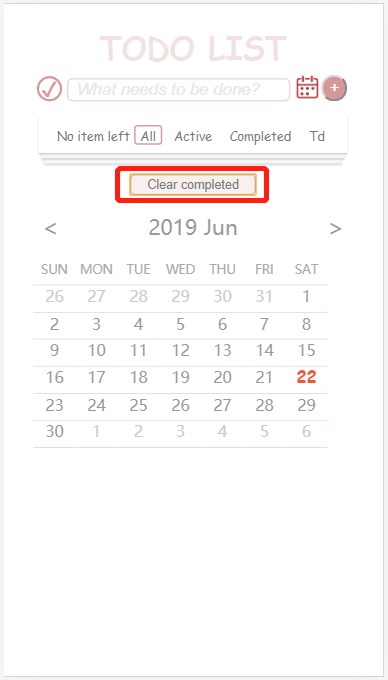 TODO LIST
What needs to be done? +
No item left All Active Completed Td
Clear completed
< 2019 Jun >
SUN MON TUE WED THU FRI SAT
26 27 28 29 30 31 1
2 3 4 5 6 7 8
9 10 11 12 13 14 15
16 17 18 19 20 21 22
23 24 25 26 27 28 29
30 1 2 3 4 5 6